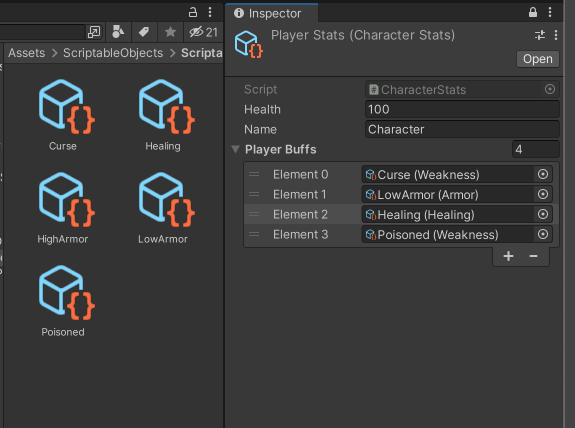 21
Assets > ScriptableObjects > Scripta
Curse
Healing
HighArmor
LowArmor
Poisoned
Inspector
Player Stats (Character Stats)
Open
Script
CharacterStats
Health
100
Name
Character
Player Buffs
4
Element 0
Curse (Weakness)
Element 1
LowArmor (Armor)
Element 2
Healing (Healing)
Element 3
Poisoned (Weakness)